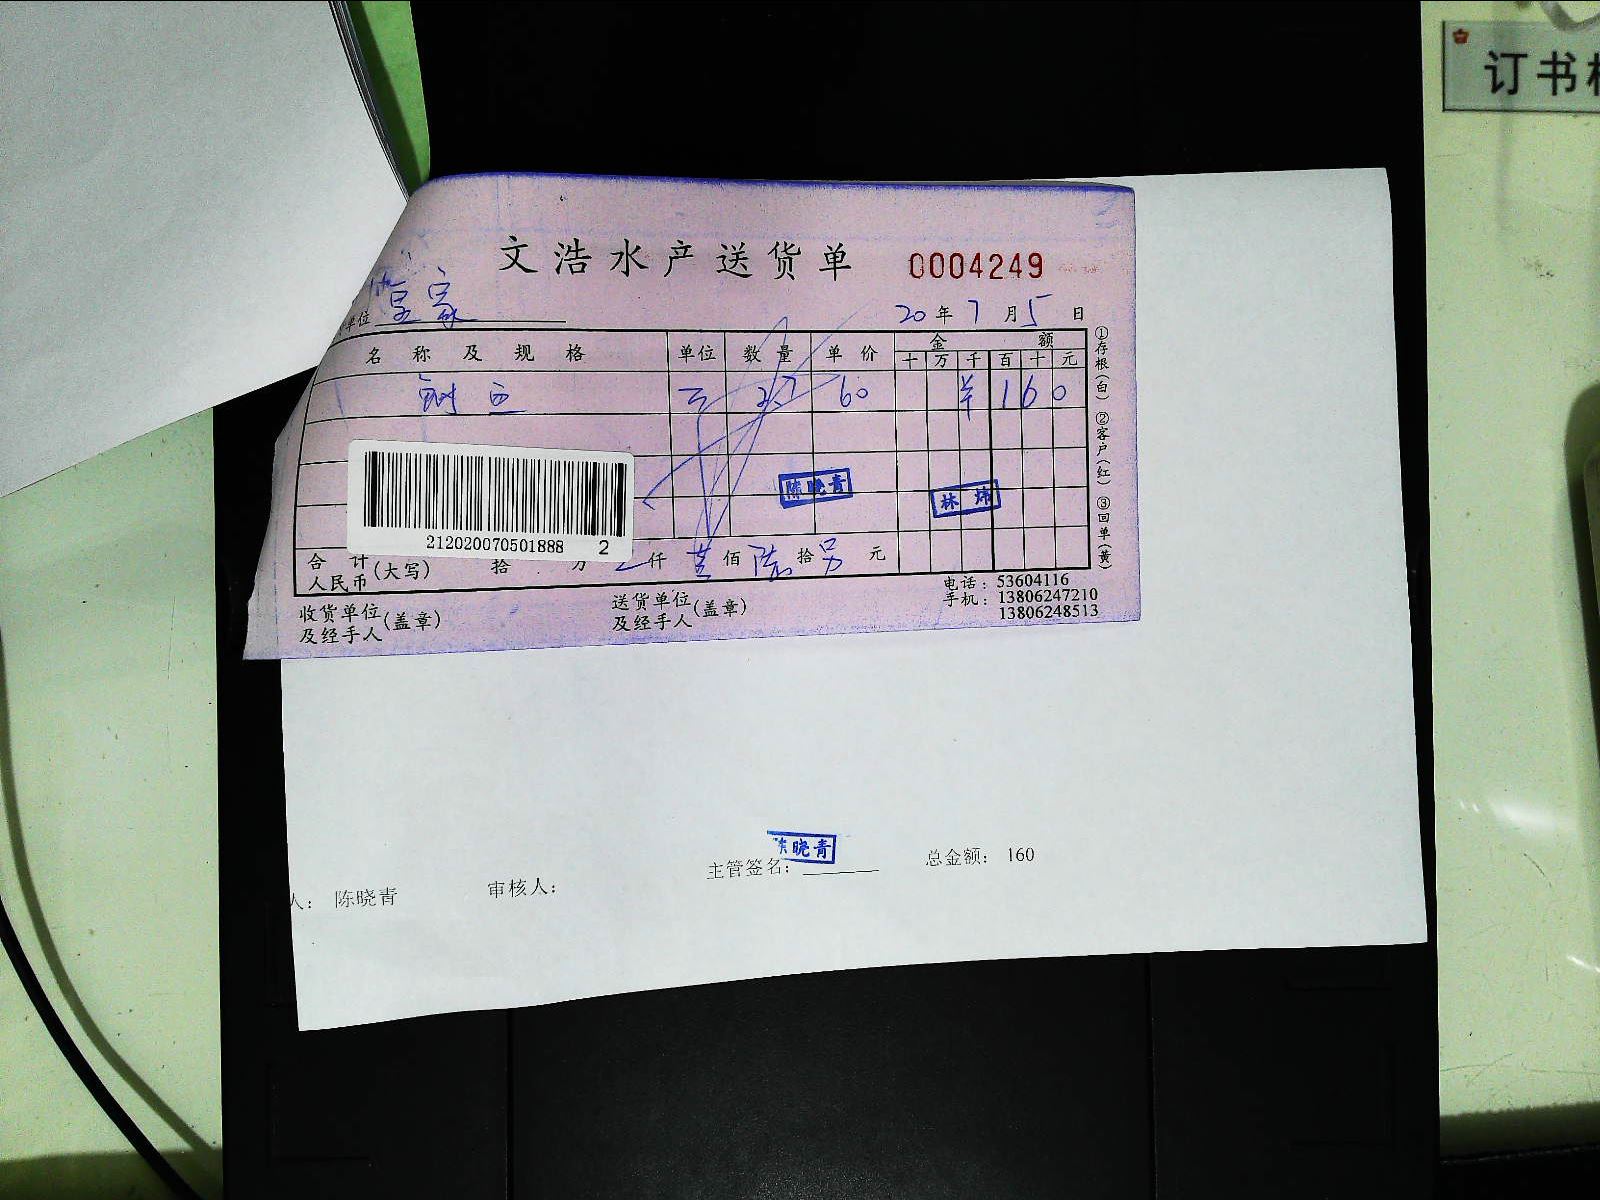 订书
文浩水产送货单 0004249
单位 管家
20年7月5日
名称及规格 单位 数量 单价 金额
十万千百十元
60 ¥160
陈晓青
林炜
212020070501888 2
合计人民币(大写) 拾 万 仟 壹佰 陆拾 另 元
①存根(白) ②客户(红) ③回单(黄)
收货单位及经手人(盖章)
送货单位及经手人(盖章)
电话:53604116
手机:13806247210
13806248513
主管签名: 晓青 总金额: 160
人: 陈晓青 审核人: